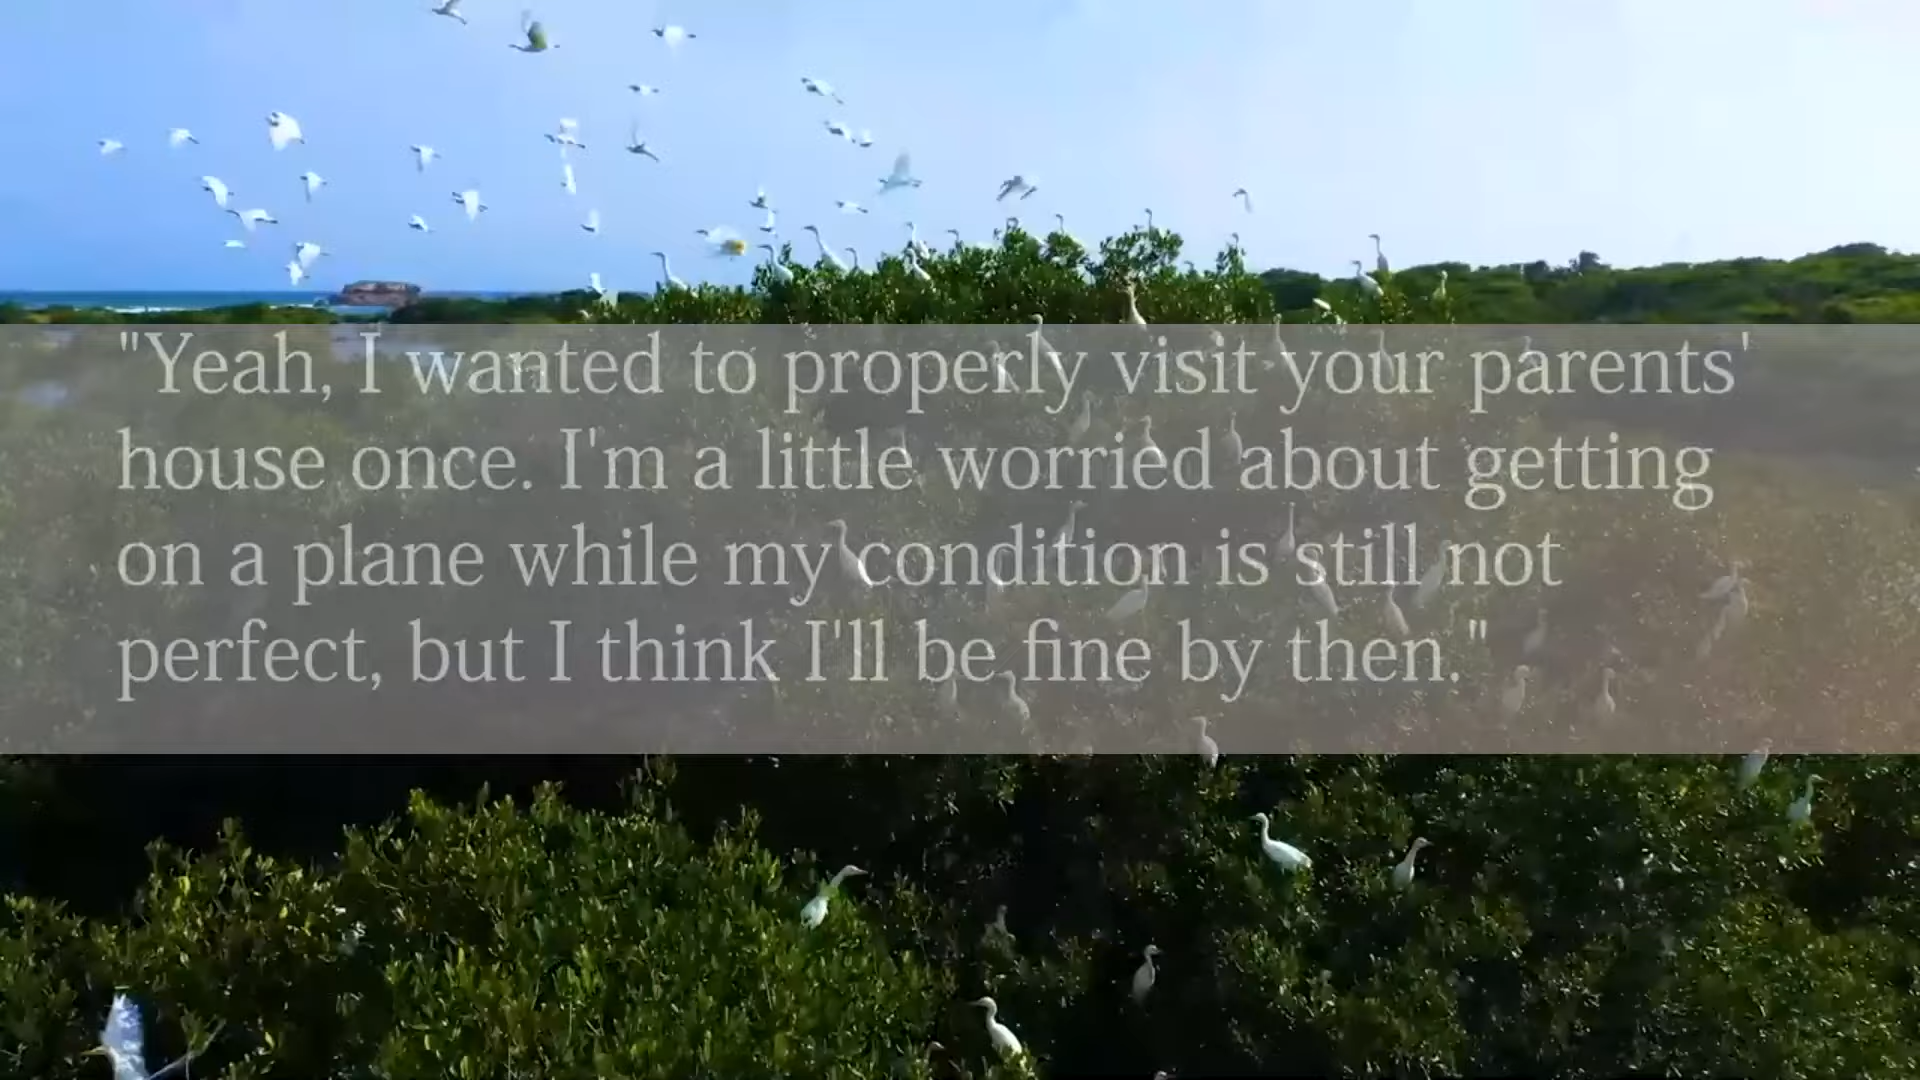 "Yeah, I wanted to properly visit your parents'
house once. I'm a little worried about getting
on a plane while my condition is still not
perfect, but I think I'll be fine by then."